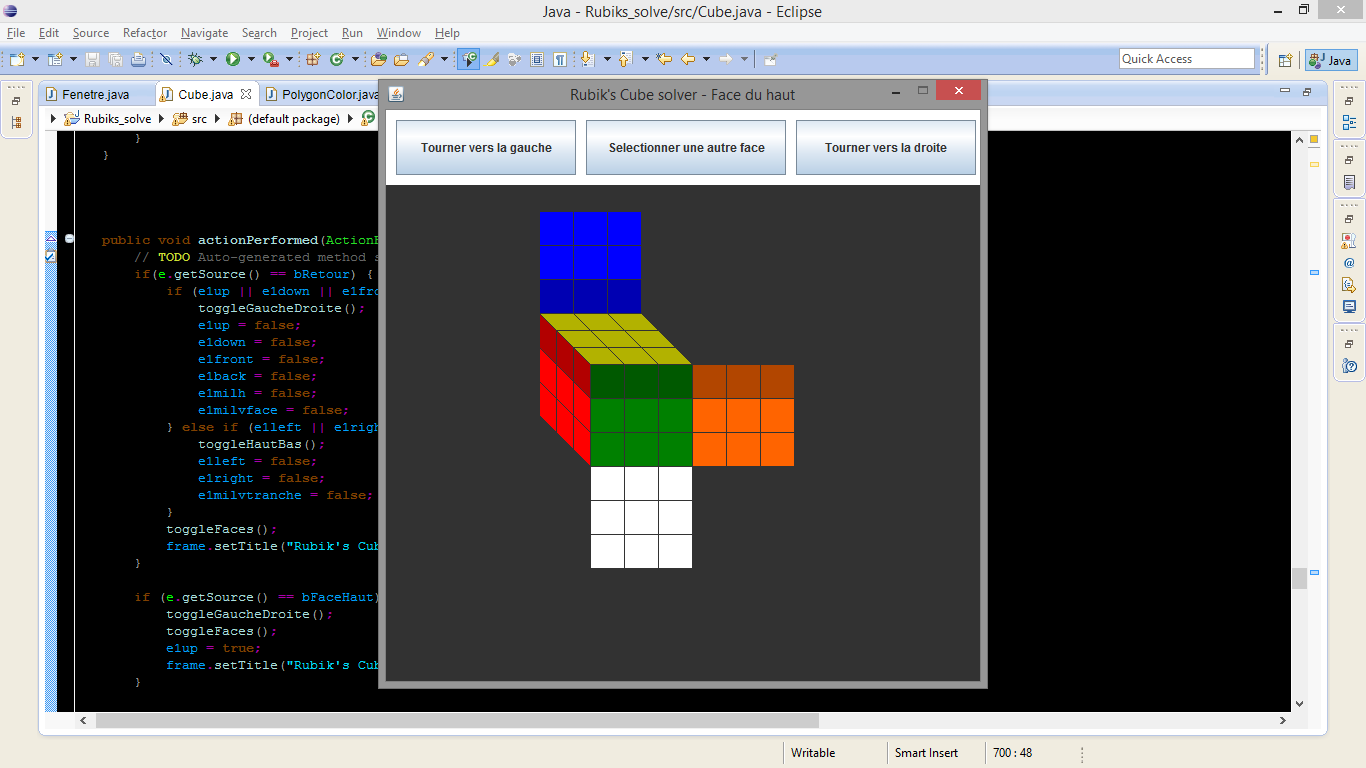 Java - Rubiks_solve/src/Cube.java - Eclipse
File Edit Source Refactor Navigate Search Project Run Window Help
Quick Access
Java
Fenetre.java Cube.java PolygonColor.java
Rubiks_solve src (default package)
Rubik's Cube solver - Face du haut
Tourner vers la gauche Selectionner une autre face Tourner vers la droite
}
}
public void actionPerformed(ActionE
// TODO Auto-generated method s
if(e.getSource() == bRetour) {
if (e1up || e1down || e1fro
toggleGaucheDroite();
e1up = false;
e1down = false;
e1front = false;
e1back = false;
e1milh = false;
e1milvface = false;
} else if (e1left || e1righ
toggleHautBas();
e1left = false;
e1right = false;
e1milvtranche = false;
}
toggleFaces();
frame.setTitle("Rubik's Cub
}
if (e.getSource() == bFaceHaut)
toggleGaucheDroite();
toggleFaces();
e1up = true;
frame.setTitle("Rubik's Cub
}
Writable Smart Insert 700 : 48